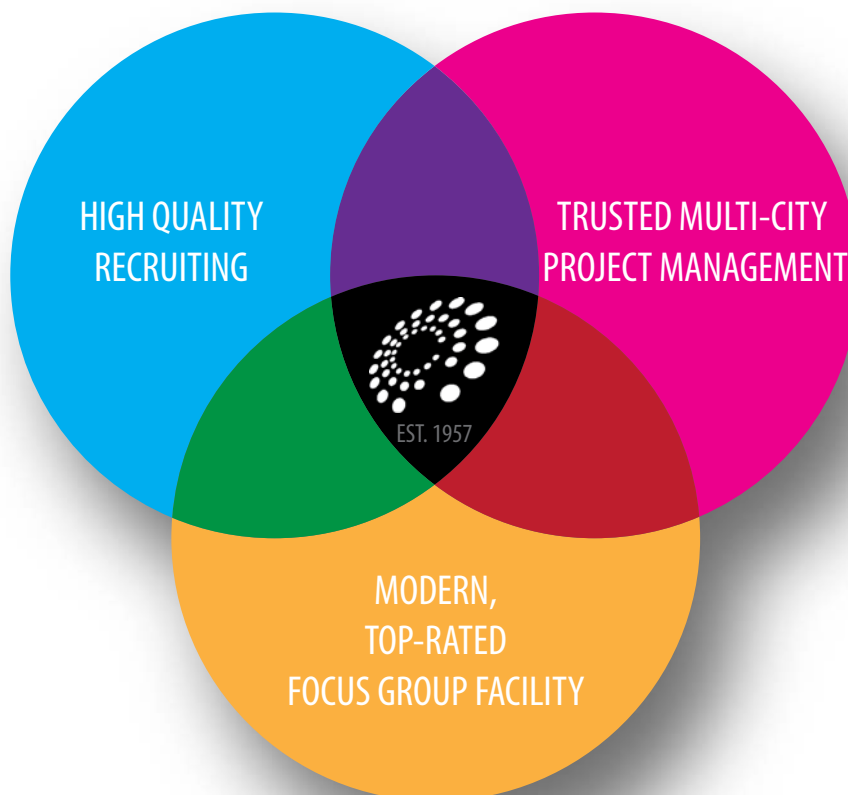 HIGH QUALITY
RECRUITING
TRUSTED MULTI-CITY
PROJECT MANAGEMENT
EST. 1957
MODERN,
TOP-RATED
FOCUS GROUP FACILITY